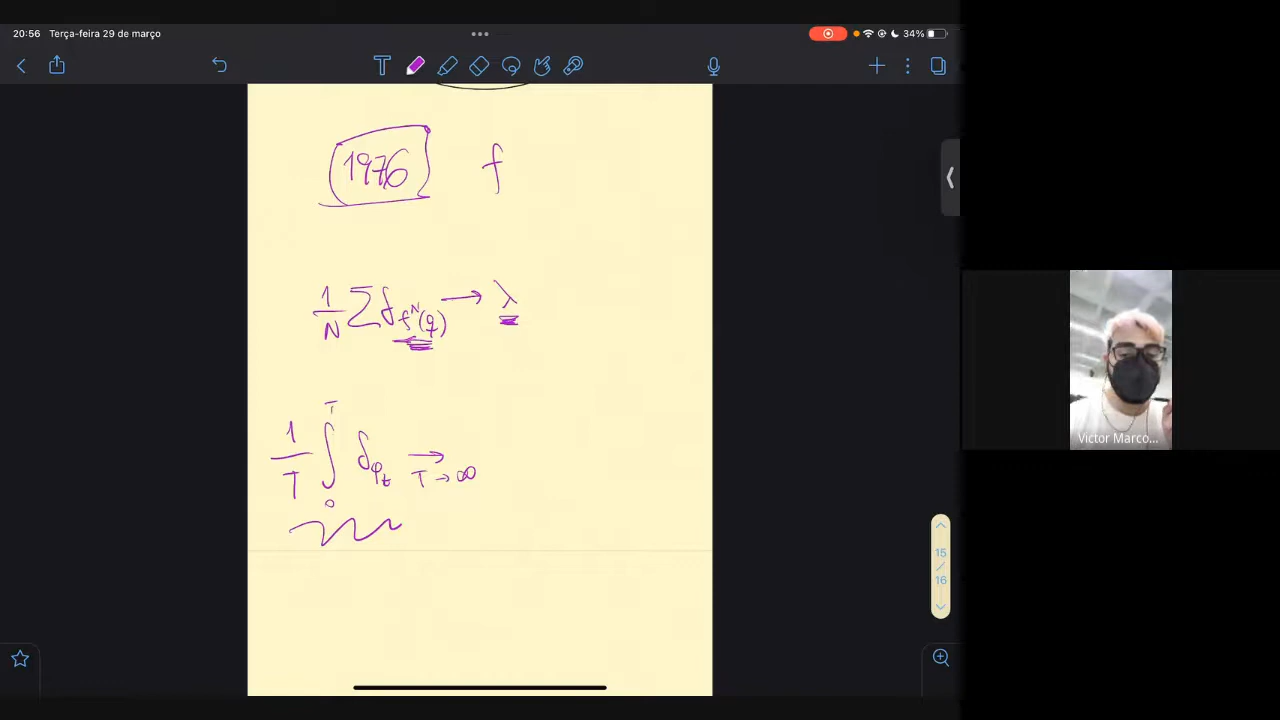 20:56 Terça-feira 29 de março
34%
1976 f
1/N ∑ δ_{f^N(q)} → λ
1/T ∫_0^T δ_{φ_t} →_{T→∞}
15
/
16
Victor Marco...